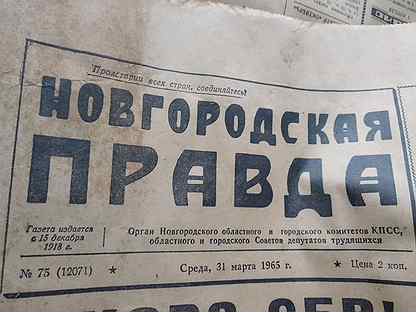 Пролетарии всех стран, соединяйтесь!
НОВГОРОДСКАЯ
ПРАВДА
Газета издается
с 15 декабря
1918 г.
Орган Новгородского областного и городского комитетов КПСС,
областного и городского Советов депутатов трудящихся
№ 75 (12071) ★ Среда, 31 марта 1965 г. ★ Цена 2 коп.